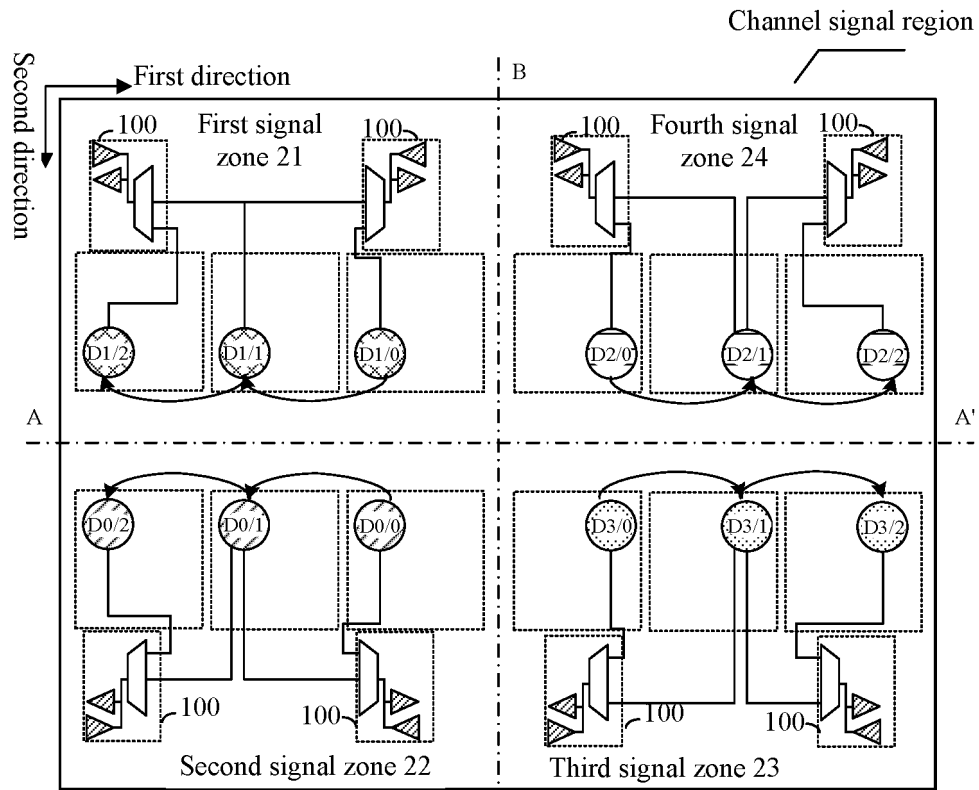 Channel signal region
Second direction
First direction
B
100
First signal
zone 21
100
100
Fourth signal
zone 24
100
D1/2
D1/1
D1/0
D2/0
D2/1
D2/2
A
A'
D0/2
D0/1
D0/0
D3/0
D3/1
D3/2
100
100
100
100
Second signal zone 22
Third signal zone 23